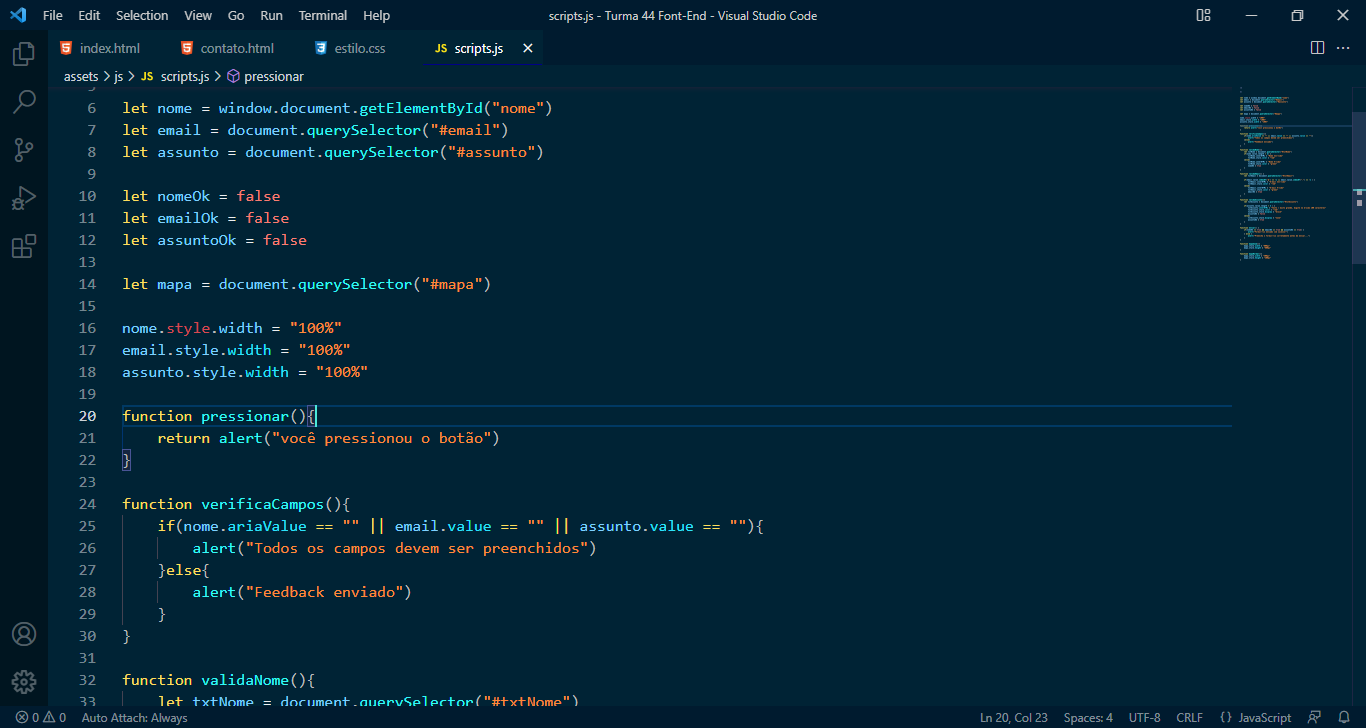 File Edit Selection View Go Run Terminal Help scripts.js - Turma 44 Font-End - Visual Studio Code
index.html contato.html estilo.css JS scripts.js
assets > js > JS scripts.js > pressionar
6 let nome = window.document.getElementById("nome")
7 let email = document.querySelector("#email")
8 let assunto = document.querySelector("#assunto")
9
10 let nomeOk = false
11 let emailOk = false
12 let assuntoOk = false
13
14 let mapa = document.querySelector("#mapa")
15
16 nome.style.width = "100%"
17 email.style.width = "100%"
18 assunto.style.width = "100%"
19
20 function pressionar(){
21 return alert("você pressionou o botão")
22 }
23
24 function verificaCampos(){
25 if(nome.ariaValue == "" || email.value == "" || assunto.value == ""){
26 alert("Todos os campos devem ser preenchidos")
27 }else{
28 alert("Feedback enviado")
29 }
30 }
31
32 function validaNome(){
33 let txtNome = document.querySelector("#txtNome")
0 0 Auto Attach: Always Ln 20, Col 23 Spaces: 4 UTF-8 CRLF {} JavaScript